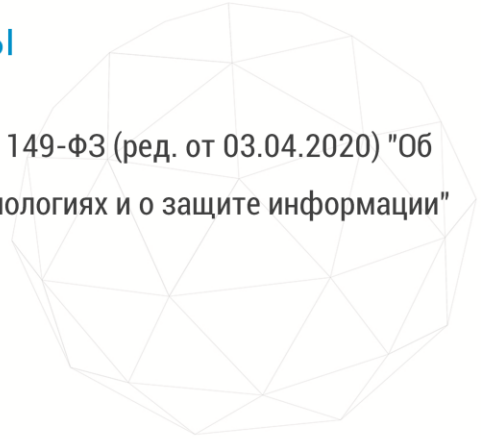 ы
149-ФЗ (ред. от 03.04.2020) "Об
нологиях и о защите информации"